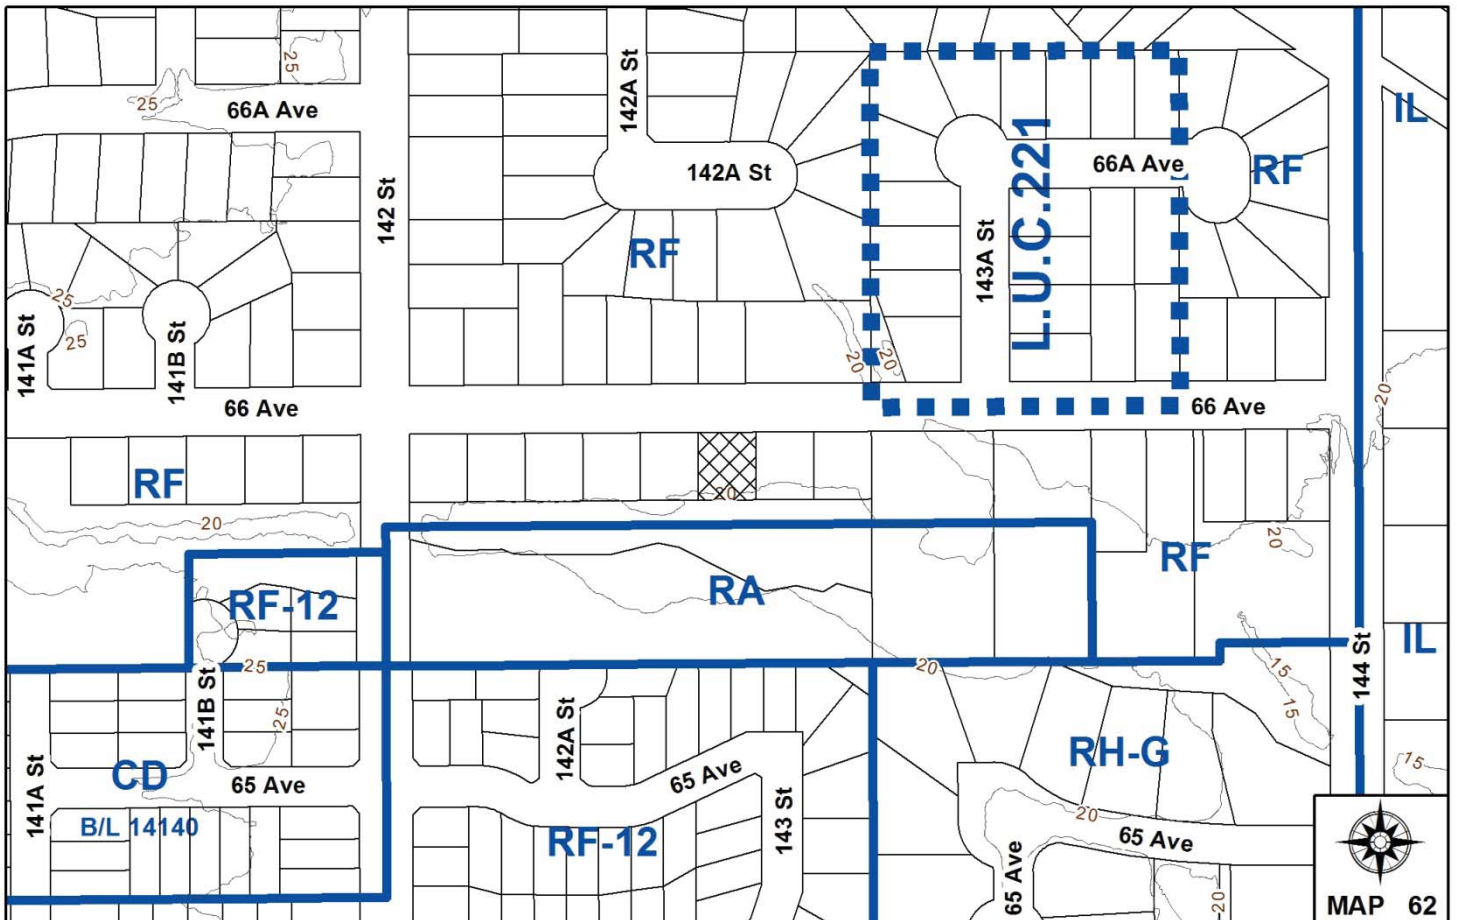 25
25
66A Ave
142A St
142 St
142A St
RF
L.U.C.221
66A Ave
RF
IL
143A St
25
25
141A St
141B St
66 Ave
20
20
66 Ave
20
RF
20
20
RF-12
25
RA
20
RF
20
IL
144 St
15
15
141B St
25
141A St
CD
65 Ave
B/L 14140
142A St
65 Ave
143 St
RF-12
RH-G
20
65 Ave
65 Ave
20
15
MAP 62